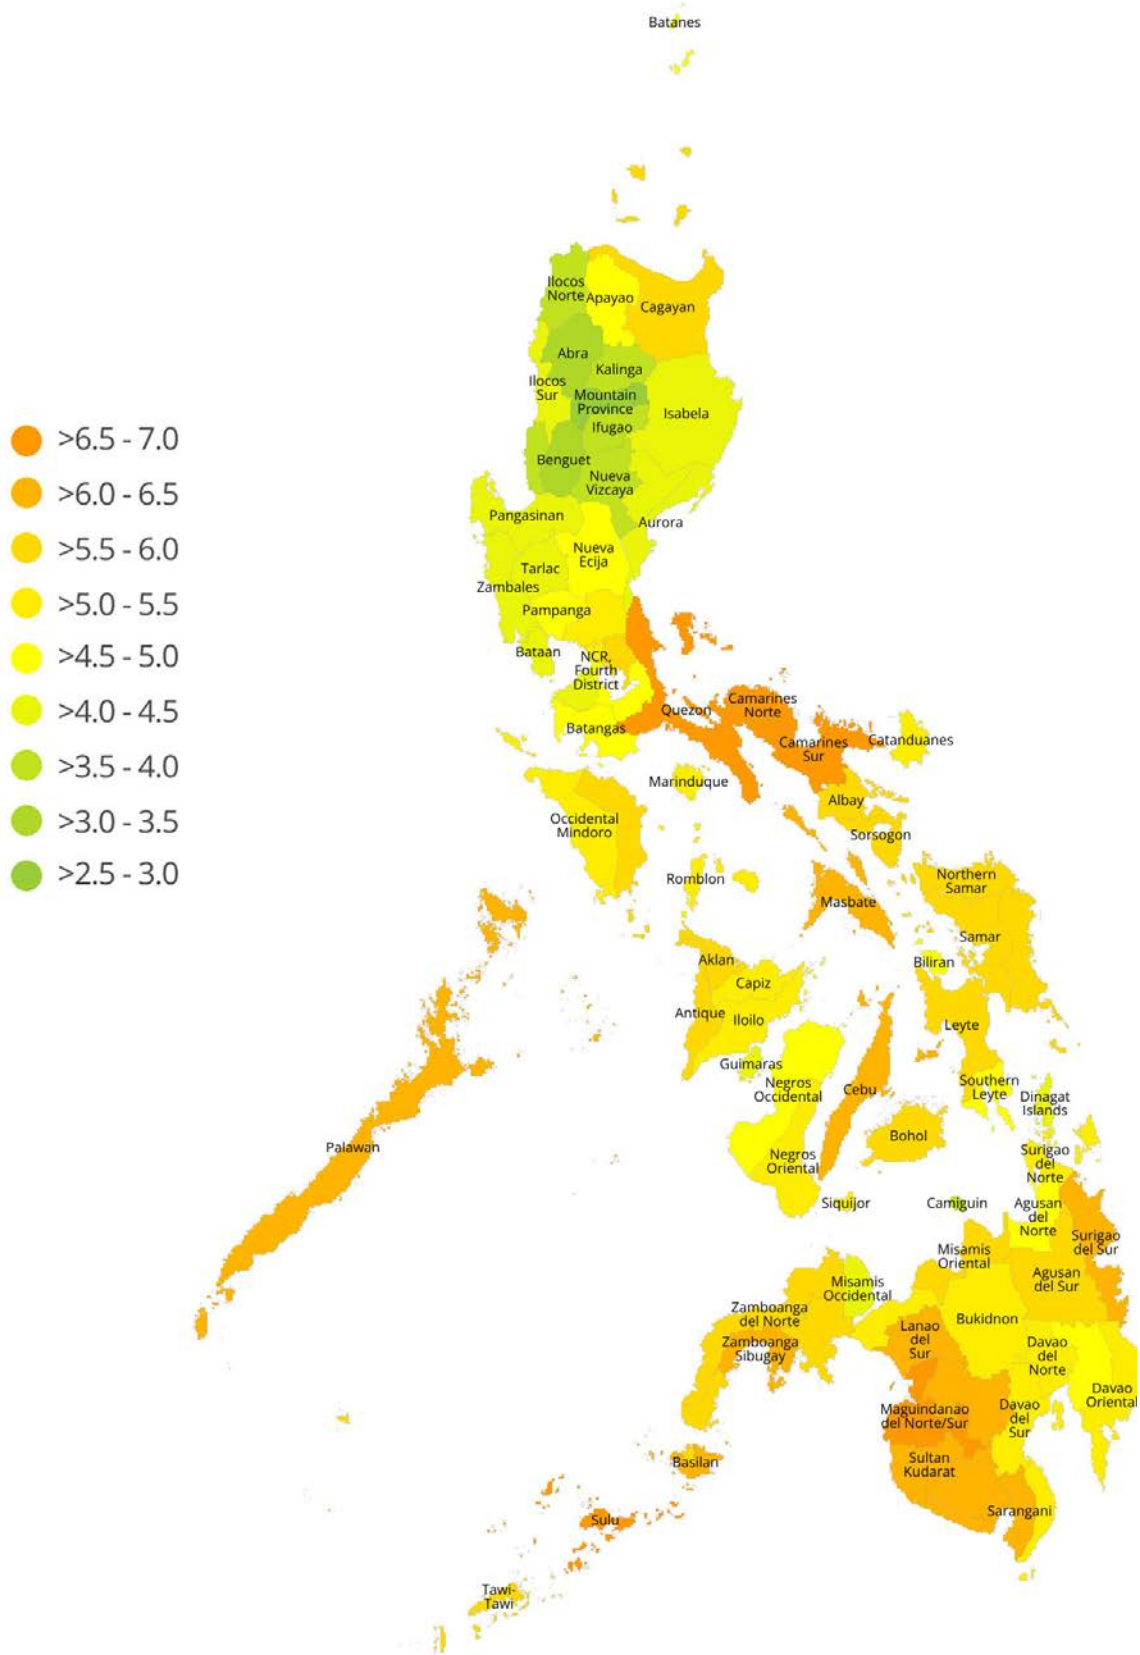 Batanes
Ilocos
Norte
Apayao
Cagayan
Abra
Kalinga
Ilocos
Sur
Mountain
Province
Isabela
Ifugao
Benguet
Nueva
Vizcaya
Pangasinan
Aurora
Nueva
Ecija
Tarlac
Zambales
Pampanga
Bataan
NCR,
Fourth
District
Batangas
Quezon
Camarines
Norte
Camarines
Sur
Catanduanes
Marinduque
Albay
Occidental
Mindoro
Sorsogon
Romblon
Masbate
Northern
Samar
Samar
Aklan
Biliran
Capiz
Antique
Iloilo
Leyte
Guimaras
Negros
Occidental
Cebu
Southern
Leyte
Dinagat
Islands
Bohol
Palawan
Negros
Oriental
Surigao
del
Norte
Siquijor
Camiguin
Agusan
del
Norte
Surigao
del Sur
Misamis
Oriental
Misamis
Occidental
Agusan
del Sur
Zamboanga
del Norte
Bukidnon
Lanao
del
Sur
Zamboanga
Sibugay
Davao
del
Norte
Davao
Oriental
Maguindanao
del Norte/Sur
Davao
del
Sur
Basilan
Sultan
Kudarat
Sarangani
Sulu
Tawi-
Tawi
>6.5 - 7.0
>6.0 - 6.5
>5.5 - 6.0
>5.0 - 5.5
>4.5 - 5.0
>4.0 - 4.5
>3.5 - 4.0
>3.0 - 3.5
>2.5 - 3.0